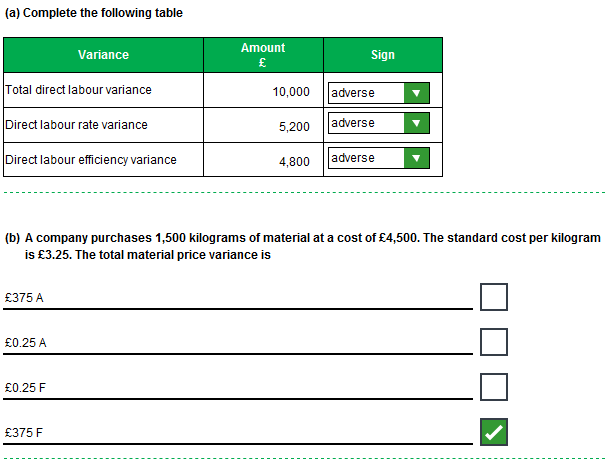 (a) Complete the following table
Variance Amount £ Sign
Total direct labour variance 10,000 adverse
Direct labour rate variance 5,200 adverse
Direct labour efficiency variance 4,800 adverse
(b) A company purchases 1,500 kilograms of material at a cost of £4,500. The standard cost per kilogram
is £3.25. The total material price variance is
£375 A
£0.25 A
£0.25 F
£375 F